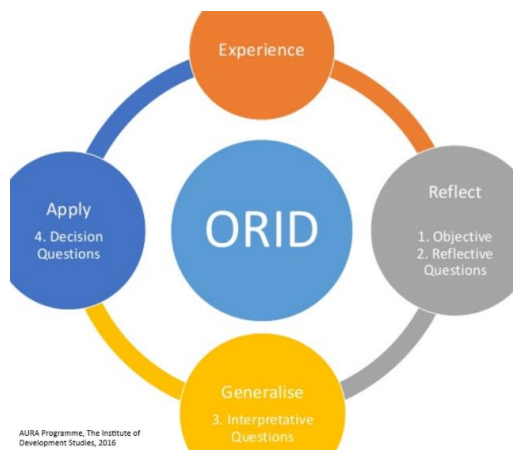 Experience
Reflect
1. Objective
2. Reflective
Questions
Generalise
3. Interpretative
Questions
Apply
4. Decision
Questions
ORID
AURA Programme, The Institute of
Development Studies, 2016